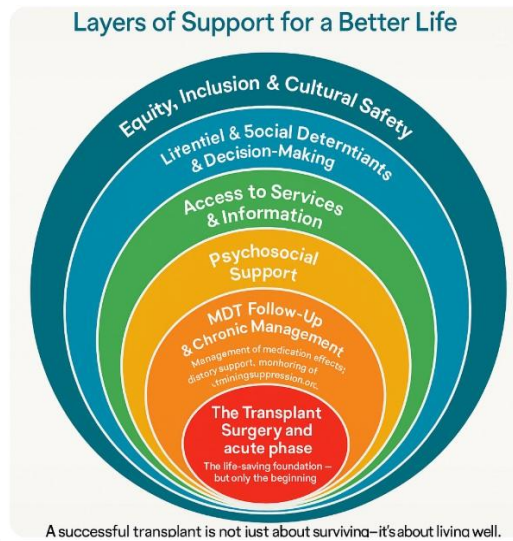 Layers of Support for a Better Life
Equity, Inclusion & Cultural Safety
& Social Deterntiants
& Decision-Making
Access to Services
& Information
Psychosocial
Support
MDT Follow-Up
& Chronic Management
Management of medication effects;
dietory support, monhoring of
The Transplant
Surgery and
acute phase
The life-saving foundation –
but only the beginning
A successful transplant is not just about surviving–it's about living well.